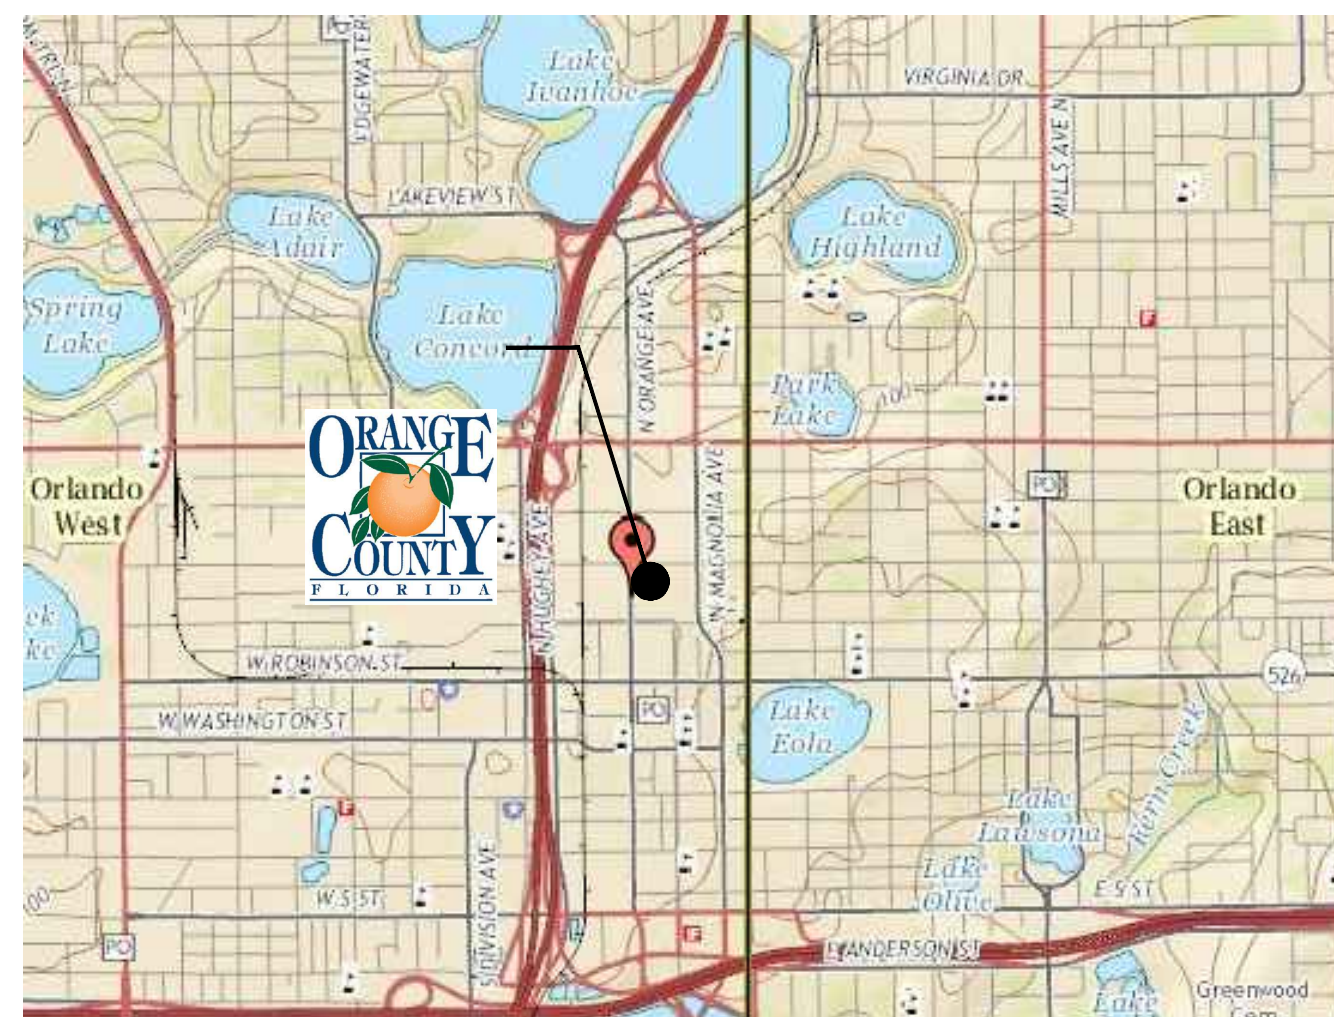 Lake
Ivanhoe
VIRGINIA DR
EDGEWATER
MILLS AVE N
LAKEVIEW ST
Lake
Adair
Lake
Highland
Spring
Lake
Lake
Concord
N ORANGE AVE
Park
Lake
100
ORANGE
COUNTY
FLORIDA
Orlando
West
PO
Orlando
East
N HUGHEY AVE
N MAGNOLIA AVE
W ROBINSON ST
526
W WASHINGTON ST
PO
Lake
Eola
Fern Creek
Lake
Lawsona
F
S DIVISION AVE
W S ST
Lake
Olive
E S ST
100
PO
F
E ANDERSON ST
Lake
Greenwood